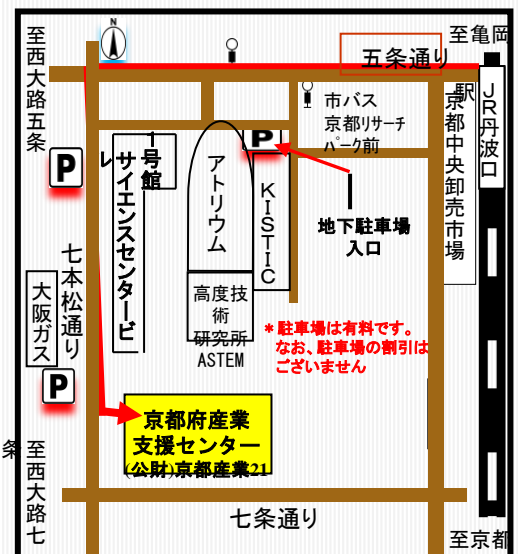 N
至亀岡
至西大路五条
五条通り
市バス
京都リサーチ
パーク前
JR丹波口
駅
京都中央卸売市場
P
1号館
サイエンスセンタービ
レ
アトリウム
P
KISTIC
地下駐車場
入口
七本松通り
大阪ガス
高度技
術
研究所
ASTEM
*駐車場は有料です。
なお、駐車場の割引は
ございません
P
京都府産業
支援センター
(公財)京都産業21
至西大路七
条
七条通り
至京都